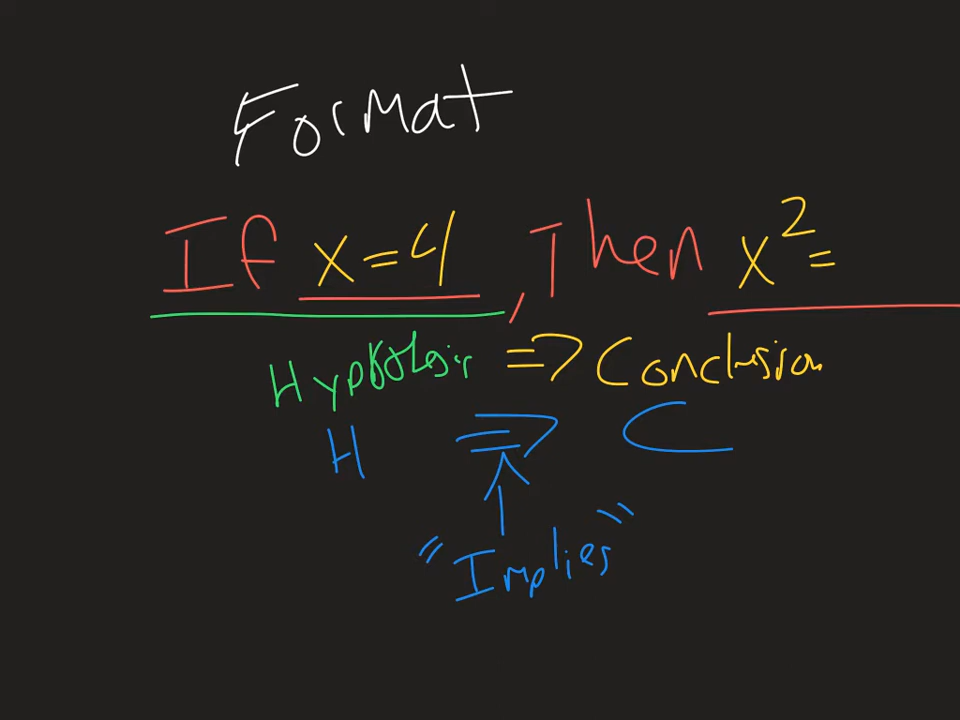 Format
If x=4, Then x²=
Hypothesis => Conclusion
H => C
"Implies"